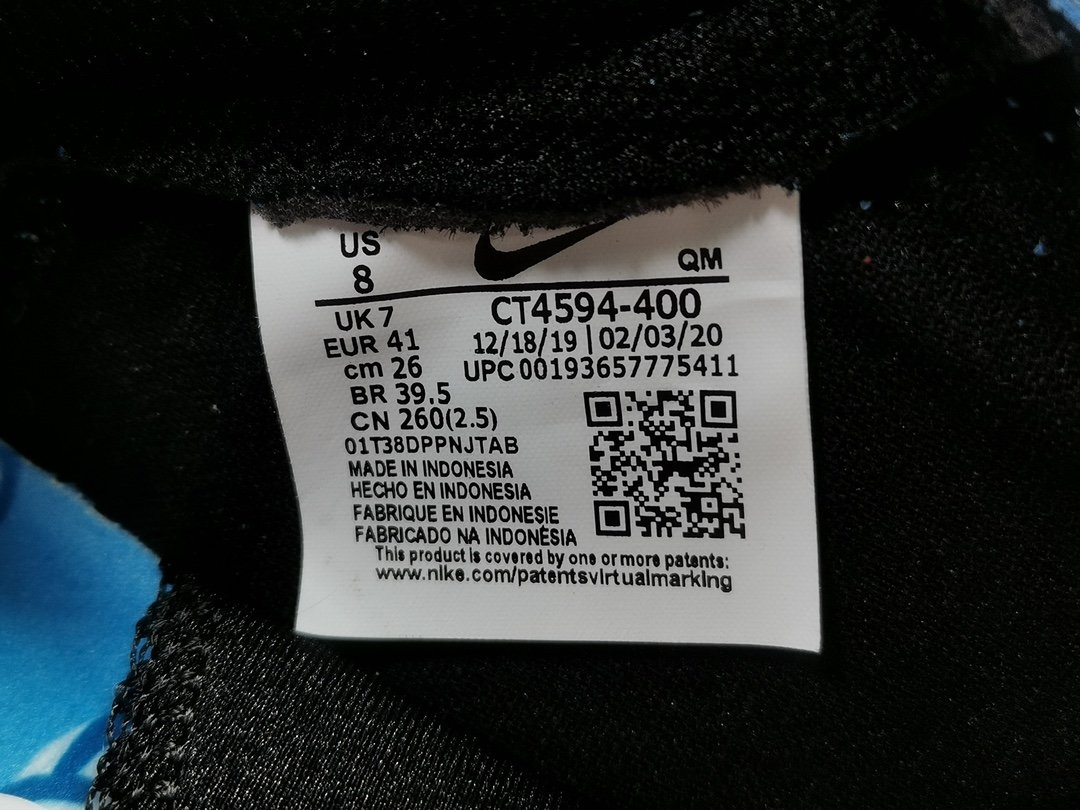 US
8
QM
UK 7
CT4594-400
EUR 41
12/18/19 | 02/03/20
cm 26
UPC 00193657775411
BR 39.5
CN 260(2.5)
01T38DPPNJTAB
MADE IN INDONESIA
HECHO EN INDONESIA
FABRIQUE EN INDONESIE
FABRICADO NA INDONÉSIA
This product is covered by one or more patents:
www.nike.com/patentsvirtualmarking